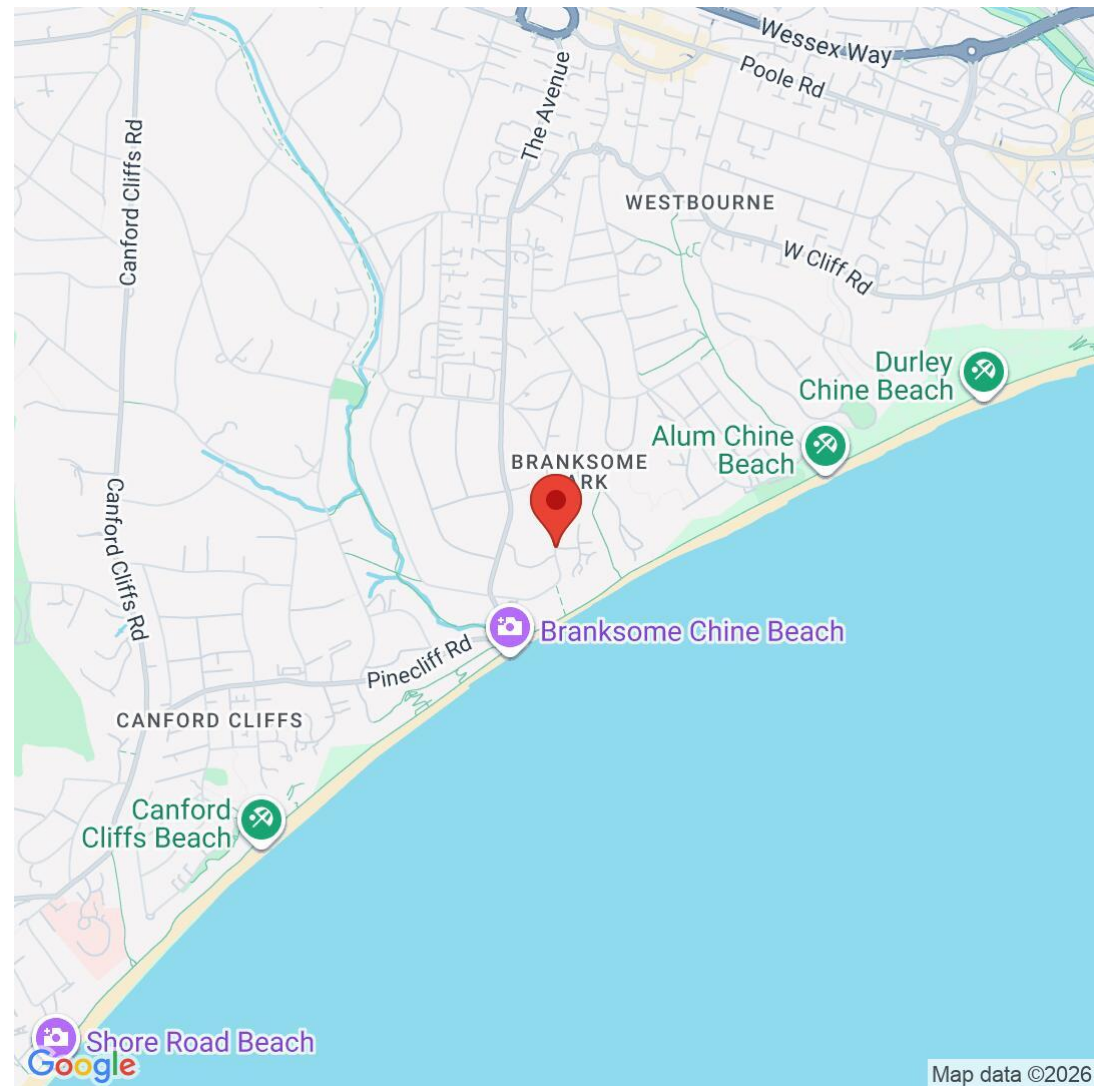 Wessex Way
Poole Rd
The Avenue
Canford Cliffs Rd
WESTBOURNE
W Cliff Rd
Durley
Chine Beach
Alum Chine
Beach
BRANKSOME
ARK
Canford Cliffs Rd
Branksome Chine Beach
Pinecliff Rd
CANFORD CLIFFS
Canford
Cliffs Beach
Shore Road Beach
Google
Map data ©2026